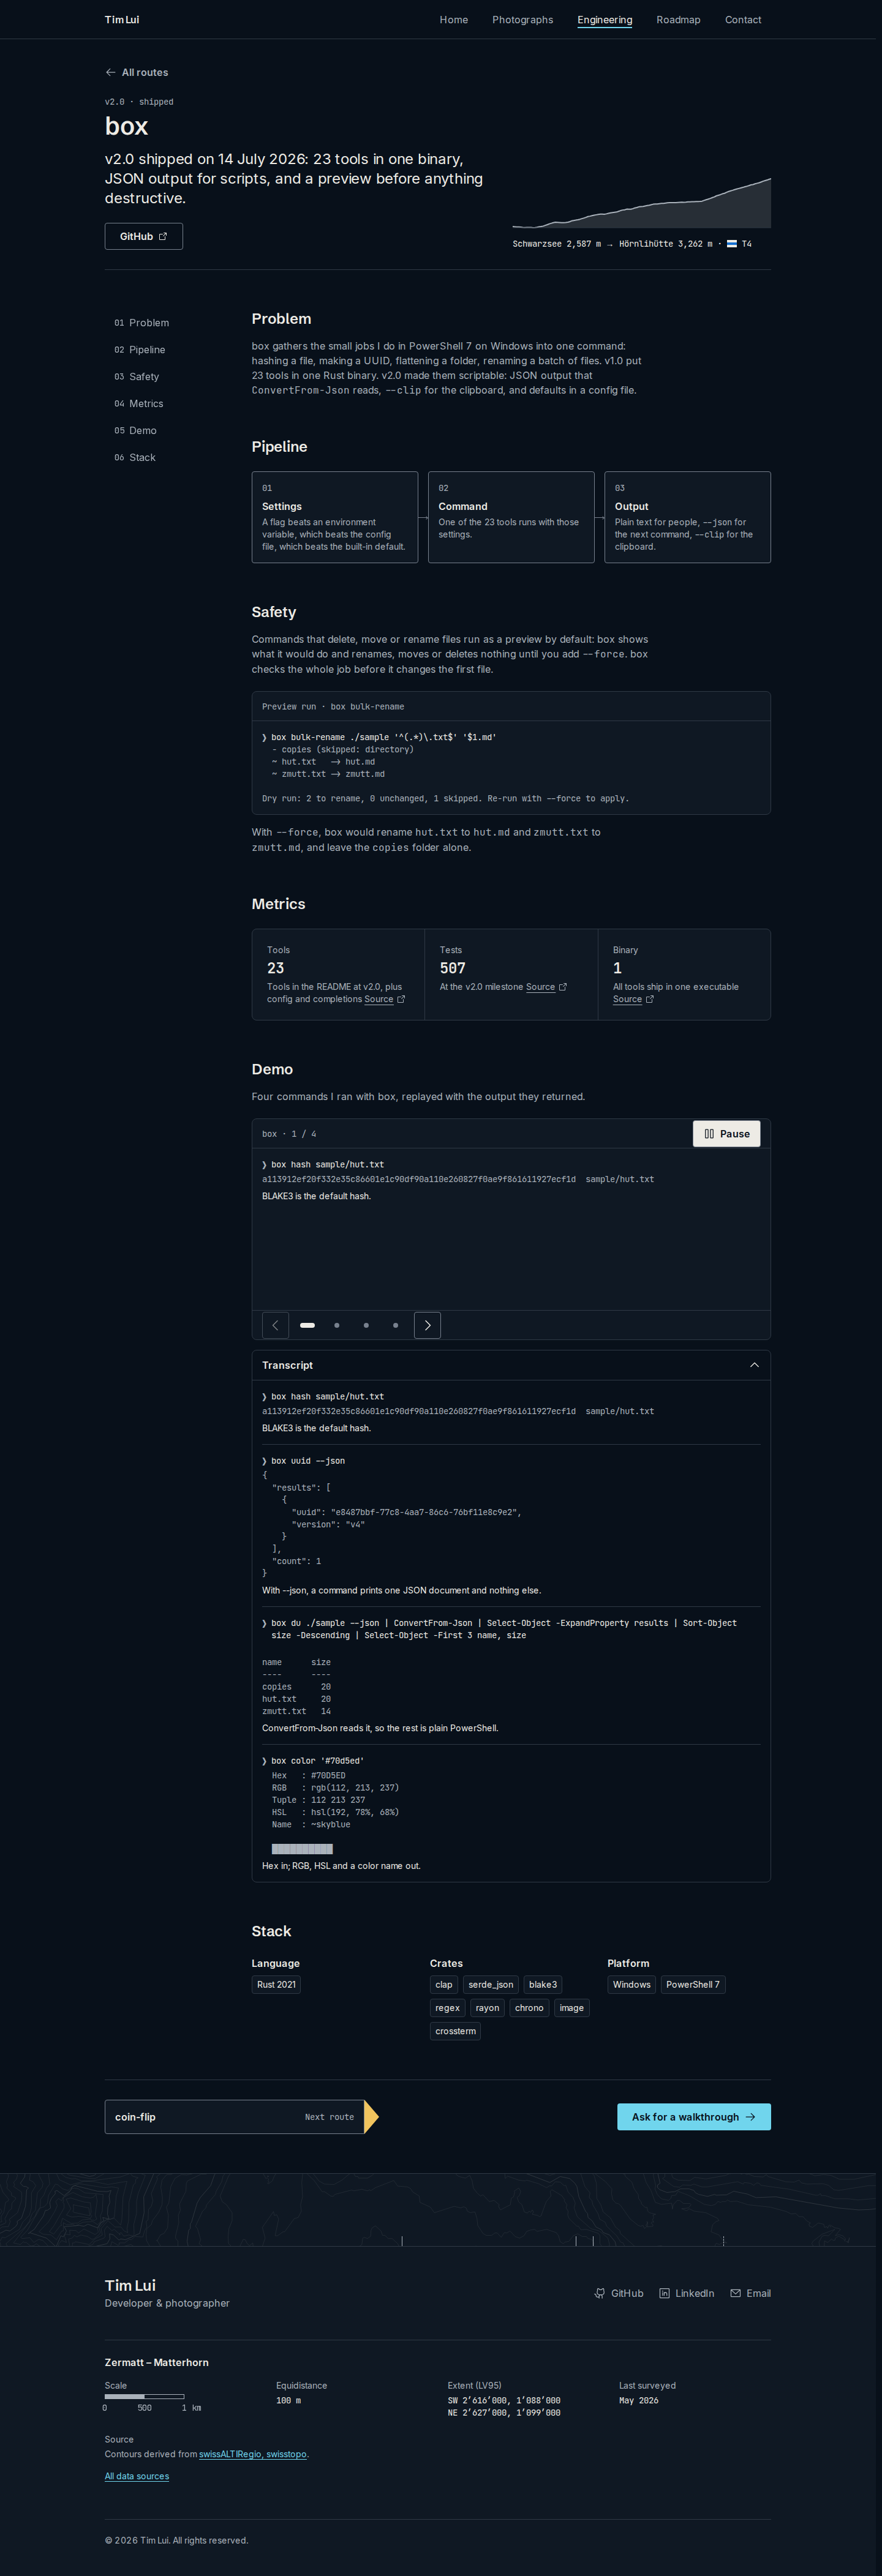 Tim Lui
Home Photographs Engineering Roadmap Contact
← All routes
v2.0 · shipped
box
v2.0 shipped on 14 July 2026: 23 tools in one binary,
JSON output for scripts, and a preview before anything
destructive.
GitHub
Schwarzsee 2,587 m → Hörnlihütte 3,262 m · T4
01 Problem
02 Pipeline
03 Safety
04 Metrics
05 Demo
06 Stack
Problem
box gathers the small jobs I do in PowerShell 7 on Windows into one command:
hashing a file, making a UUID, flattening a folder, renaming a batch of files. v1.0 put
23 tools in one Rust binary. v2.0 made them scriptable: JSON output that
ConvertFrom-Json reads, --clip for the clipboard, and defaults in a config file.
Pipeline
01
Settings
A flag beats an environment
variable, which beats the config
file, which beats the built-in default.
02
Command
One of the 23 tools runs with those
settings.
03
Output
Plain text for people, --json for
the next command, --clip for the
clipboard.
Safety
Commands that delete, move or rename files run as a preview by default: box shows
what it would do and renames, moves or deletes nothing until you add --force. box
checks the whole job before it changes the first file.
Preview run · box bulk-rename
❯ box bulk-rename ./sample '^(.*)\.txt$' '$1.md'
- copies (skipped: directory)
~ hut.txt --> hut.md
~ zmutt.txt --> zmutt.md
Dry run: 2 to rename, 0 unchanged, 1 skipped. Re-run with --force to apply.
With --force, box would rename hut.txt to hut.md and zmutt.txt to
zmutt.md, and leave the copies folder alone.
Metrics
Tools
23
Tools in the README at v2.0, plus
config and completions Source
Tests
507
At the v2.0 milestone Source
Binary
1
All tools ship in one executable
Source
Demo
Four commands I ran with box, replayed with the output they returned.
box · 1 / 4
Pause
❯ box hash sample/hut.txt
a113912ef20f332e35c86601e1c90df90a110e260827f0ae9f861611927ecf1d sample/hut.txt
BLAKE3 is the default hash.
Transcript
❯ box hash sample/hut.txt
a113912ef20f332e35c86601e1c90df90a110e260827f0ae9f861611927ecf1d sample/hut.txt
BLAKE3 is the default hash.
❯ box uuid --json
{
"results": [
{
"uuid": "e8487bbf-77c8-4aa7-86c6-76bf11e8c9e2",
"version": "v4"
}
],
"count": 1
}
With --json, a command prints one JSON document and nothing else.
❯ box du ./sample --json | ConvertFrom-Json | Select-Object -ExpandProperty results | Sort-Object
size -Descending | Select-Object -First 3 name, size
name size
---- ----
copies 20
hut.txt 20
zmutt.txt 14
ConvertFrom-Json reads it, so the rest is plain PowerShell.
❯ box color '#70d5ed'
Hex : #70D5ED
RGB : rgb(112, 213, 237)
Tuple : 112 213 237
HSL : hsl(192, 78%, 68%)
Name : ~skyblue
Hex in; RGB, HSL and a color name out.
Stack
Language
Rust 2021
Crates
clap serde_json blake3
regex rayon chrono image
crossterm
Platform
Windows PowerShell 7
coin-flip Next route
Ask for a walkthrough →
Tim Lui
Developer & photographer
GitHub LinkedIn Email
Zermatt – Matterhorn
Scale
0 500 1 km
Equidistance
100 m
Extent (LV95)
SW 2’616’000, 1’088’000
NE 2’627’000, 1’099’000
Last surveyed
May 2026
Source
Contours derived from swissALTIRegio, swisstopo.
All data sources
© 2026 Tim Lui. All rights reserved.